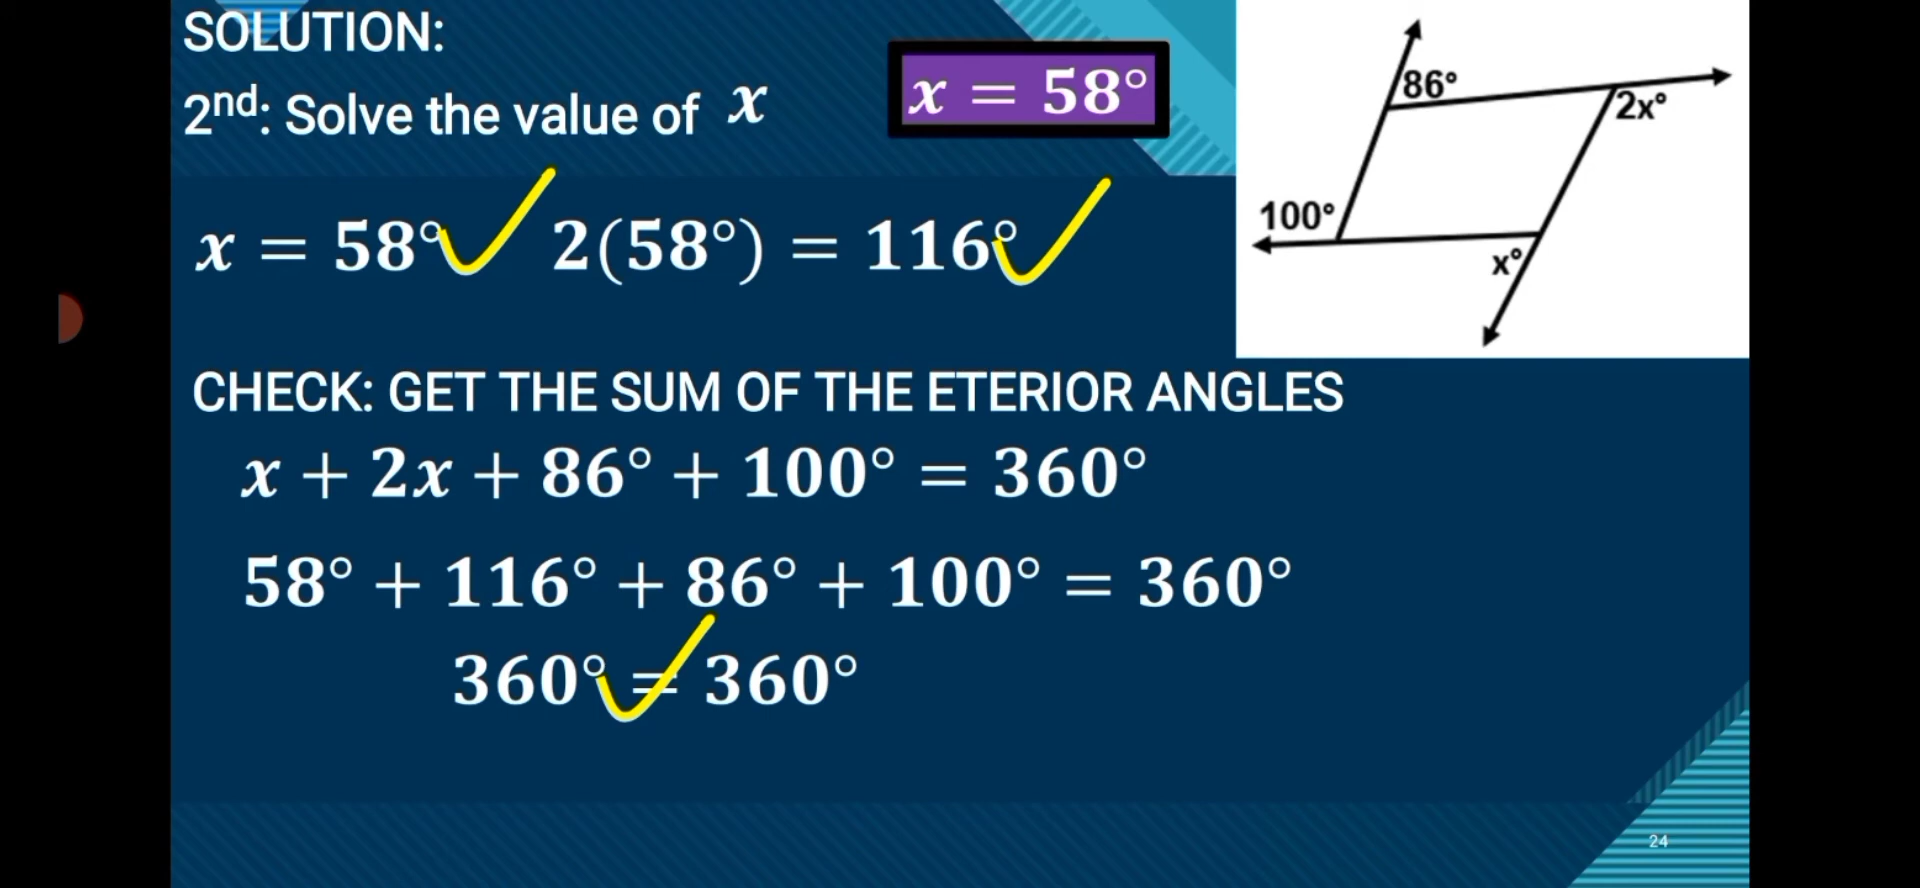 SOLUTION:
2nd: Solve the value of x
x = 58°
x = 58° 2(58°) = 116°
86°
2x°
100°
x°
CHECK: GET THE SUM OF THE ETERIOR ANGLES
x + 2x + 86° + 100° = 360°
58° + 116° + 86° + 100° = 360°
360° = 360°
24